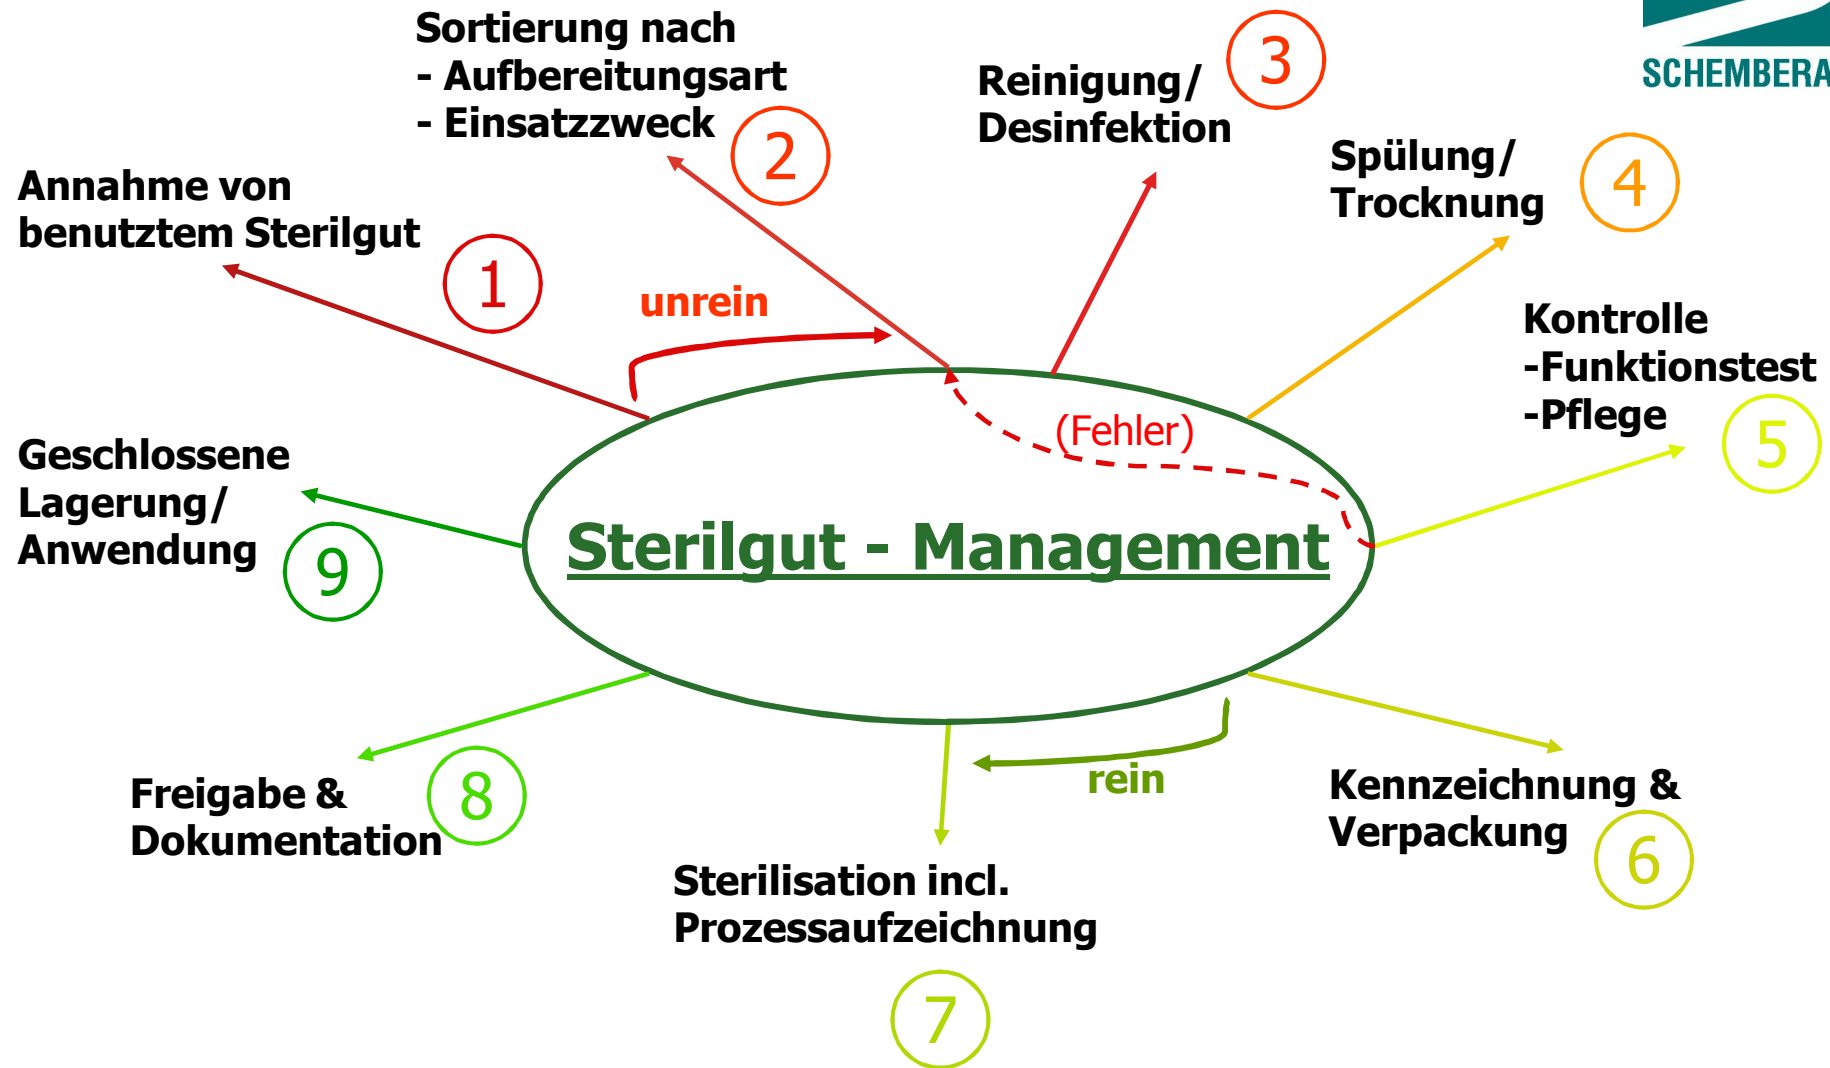 SCHEMBERA
Annahme von
benutztem Sterilgut
1
Sortierung nach
- Aufbereitungsart
- Einsatzzweck
2
Reinigung/
Desinfektion
3
Spülung/
Trocknung
4
Kontrolle
-Funktionstest
-Pflege
5
unrein
(Fehler)
Sterilgut - Management
rein
Kennzeichnung &
Verpackung
6
Sterilisation incl.
Prozessaufzeichnung
7
Freigabe &
Dokumentation
8
Geschlossene
Lagerung/
Anwendung
9